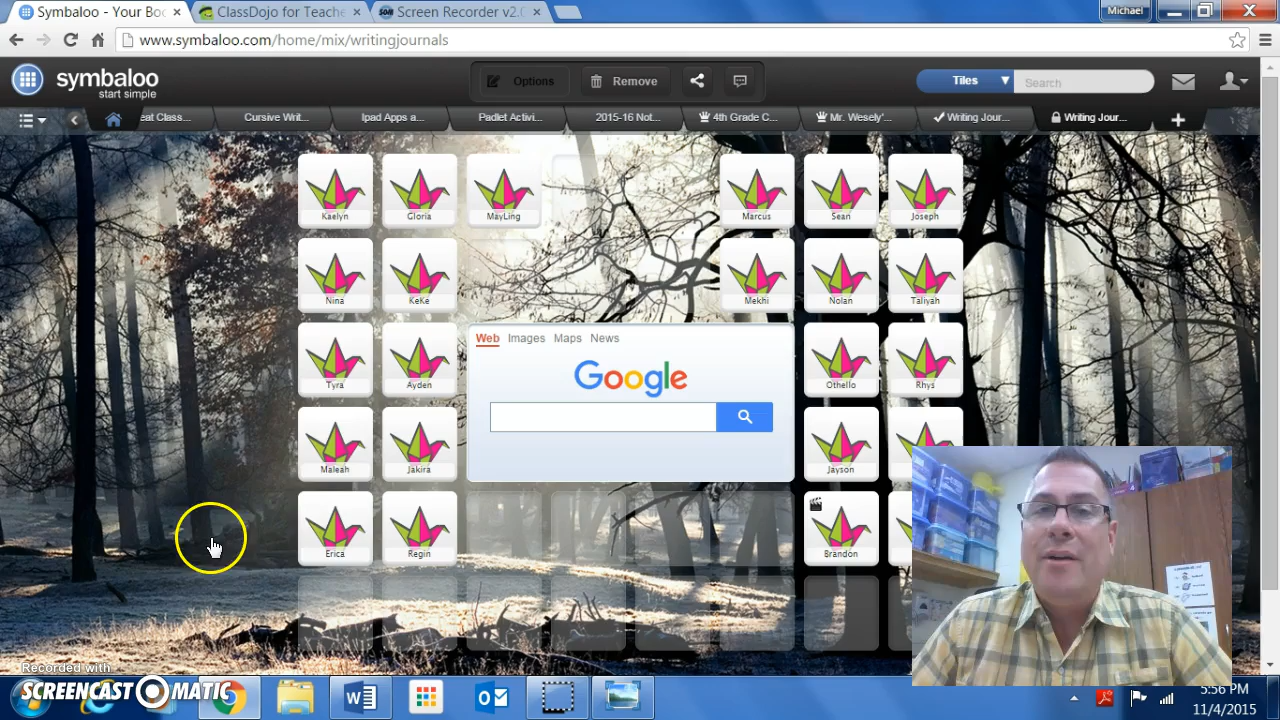 Symbaloo - Your Boo
ClassDojo for Teache
Screen Recorder v2.0
Michael
www.symbaloo.com/home/mix/writingjournals
symbaloo
start simple
Options
Remove
Tiles
Search
eat Class...
Cursive Writ...
Ipad Apps a...
Padlet Activi...
2015-16 Not...
4th Grade C...
Mr. Wesely'...
Writing Jour...
Writing Jour...
Kaelyn
Gloria
MayLing
Marcus
Sean
Joseph
Nina
KeKe
Mekhi
Nolan
Taliyah
Web Images Maps News
Google
Tyra
Ayden
Othello
Rhys
Maleah
Jakira
Jayson
Erica
Regin
Brandon
Recorded with
SCREENCAST MATIC
5:56 PM
11/4/2015